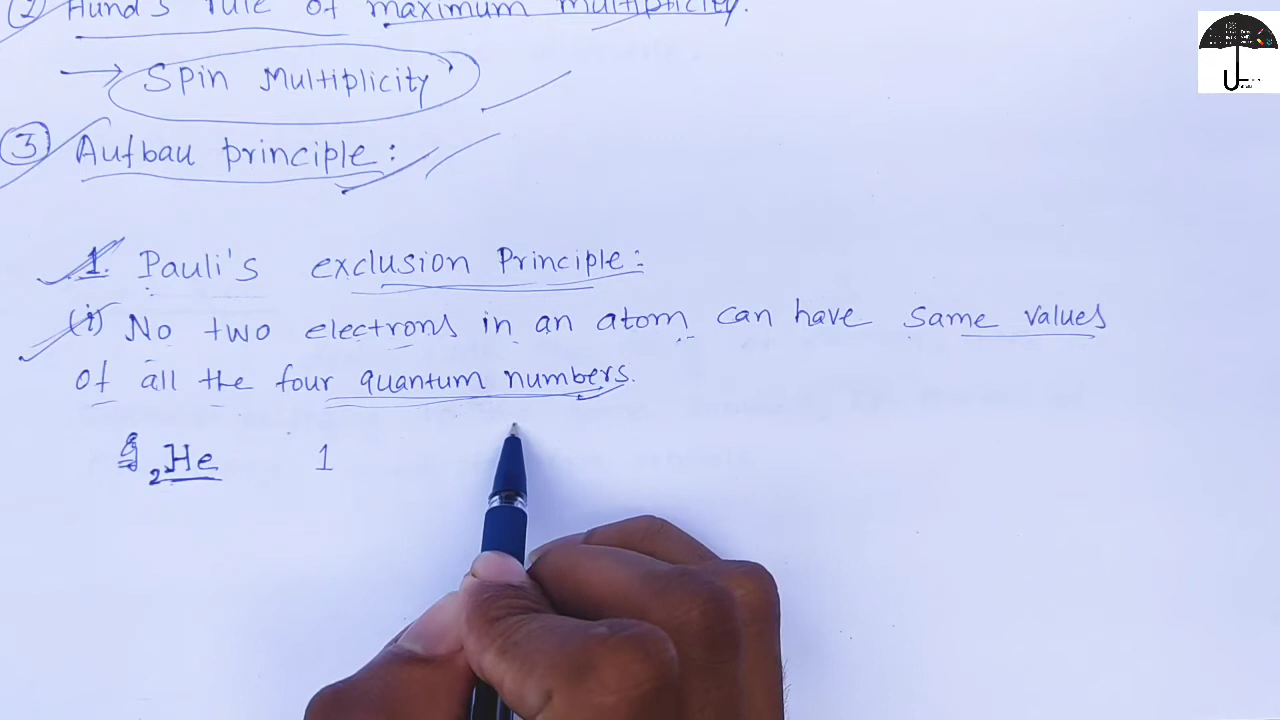 (2) Hund's rule of maximum multiplicity.
→ Spin Multiplicity
(3) Aufbau principle:
1. Pauli's exclusion Principle:
(i) No two electrons in an atom can have same values
of all the four quantum numbers.
2He 1